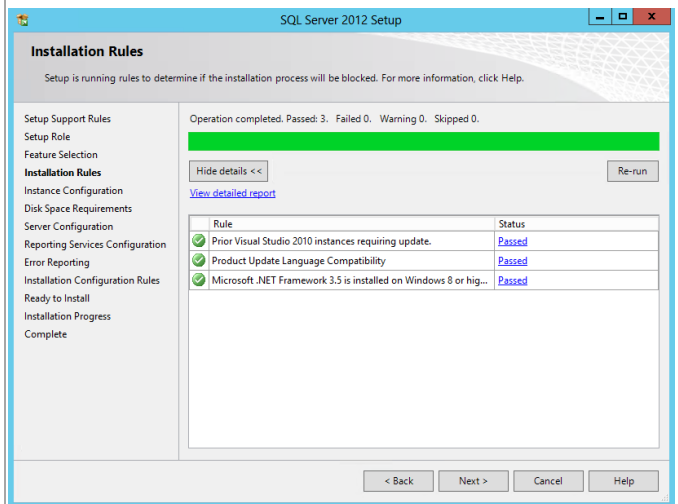 SQL Server 2012 Setup
Installation Rules
Setup is running rules to determine if the installation process will be blocked. For more information, click Help.
Setup Support Rules
Setup Role
Feature Selection
Installation Rules
Instance Configuration
Disk Space Requirements
Server Configuration
Reporting Services Configuration
Error Reporting
Installation Configuration Rules
Ready to Install
Installation Progress
Complete
Operation completed. Passed: 3. Failed 0. Warning 0. Skipped 0.
Hide details << Re-run
View detailed report
Rule Status
Prior Visual Studio 2010 instances requiring update. Passed
Product Update Language Compatibility Passed
Microsoft .NET Framework 3.5 is installed on Windows 8 or hig... Passed
< Back Next > Cancel Help